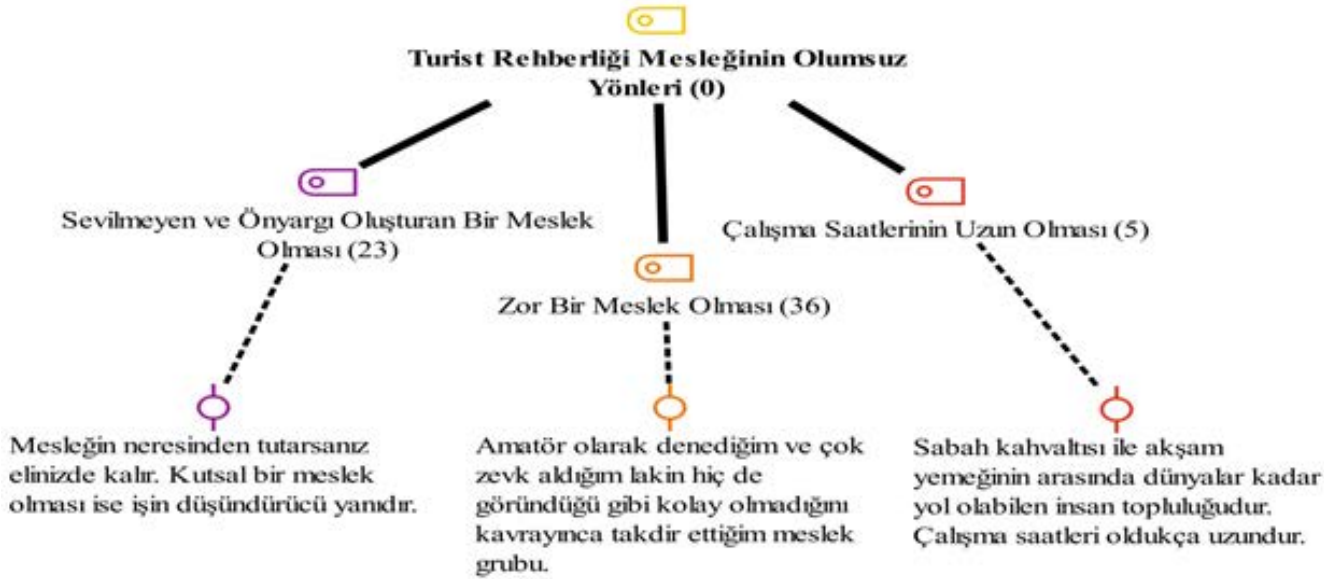 Turist Rehberliği Mesleğinin Olumsuz
Yönleri (0)
Sevilmeyen ve Önyargı Oluşturan Bir Meslek
Olması (23)
Zor Bir Meslek Olması (36)
Çalışma Saatlerinin Uzun Olması (5)
Mesleğin neresinden tutarsanız
elinizde kalır. Kutsal bir meslek
olması ise işin düşündürücü yanıdır.
Amatör olarak denediğim ve çok
zevk aldığım lakin hiç de
göründüğü gibi kolay olmadığını
kavrayınca takdir ettiğim meslek
grubu.
Sabah kahvaltısı ile akşam
yemeğinin arasında dünyalar kadar
yol olabilen insan topluluğudur.
Çalışma saatleri oldukça uzundur.